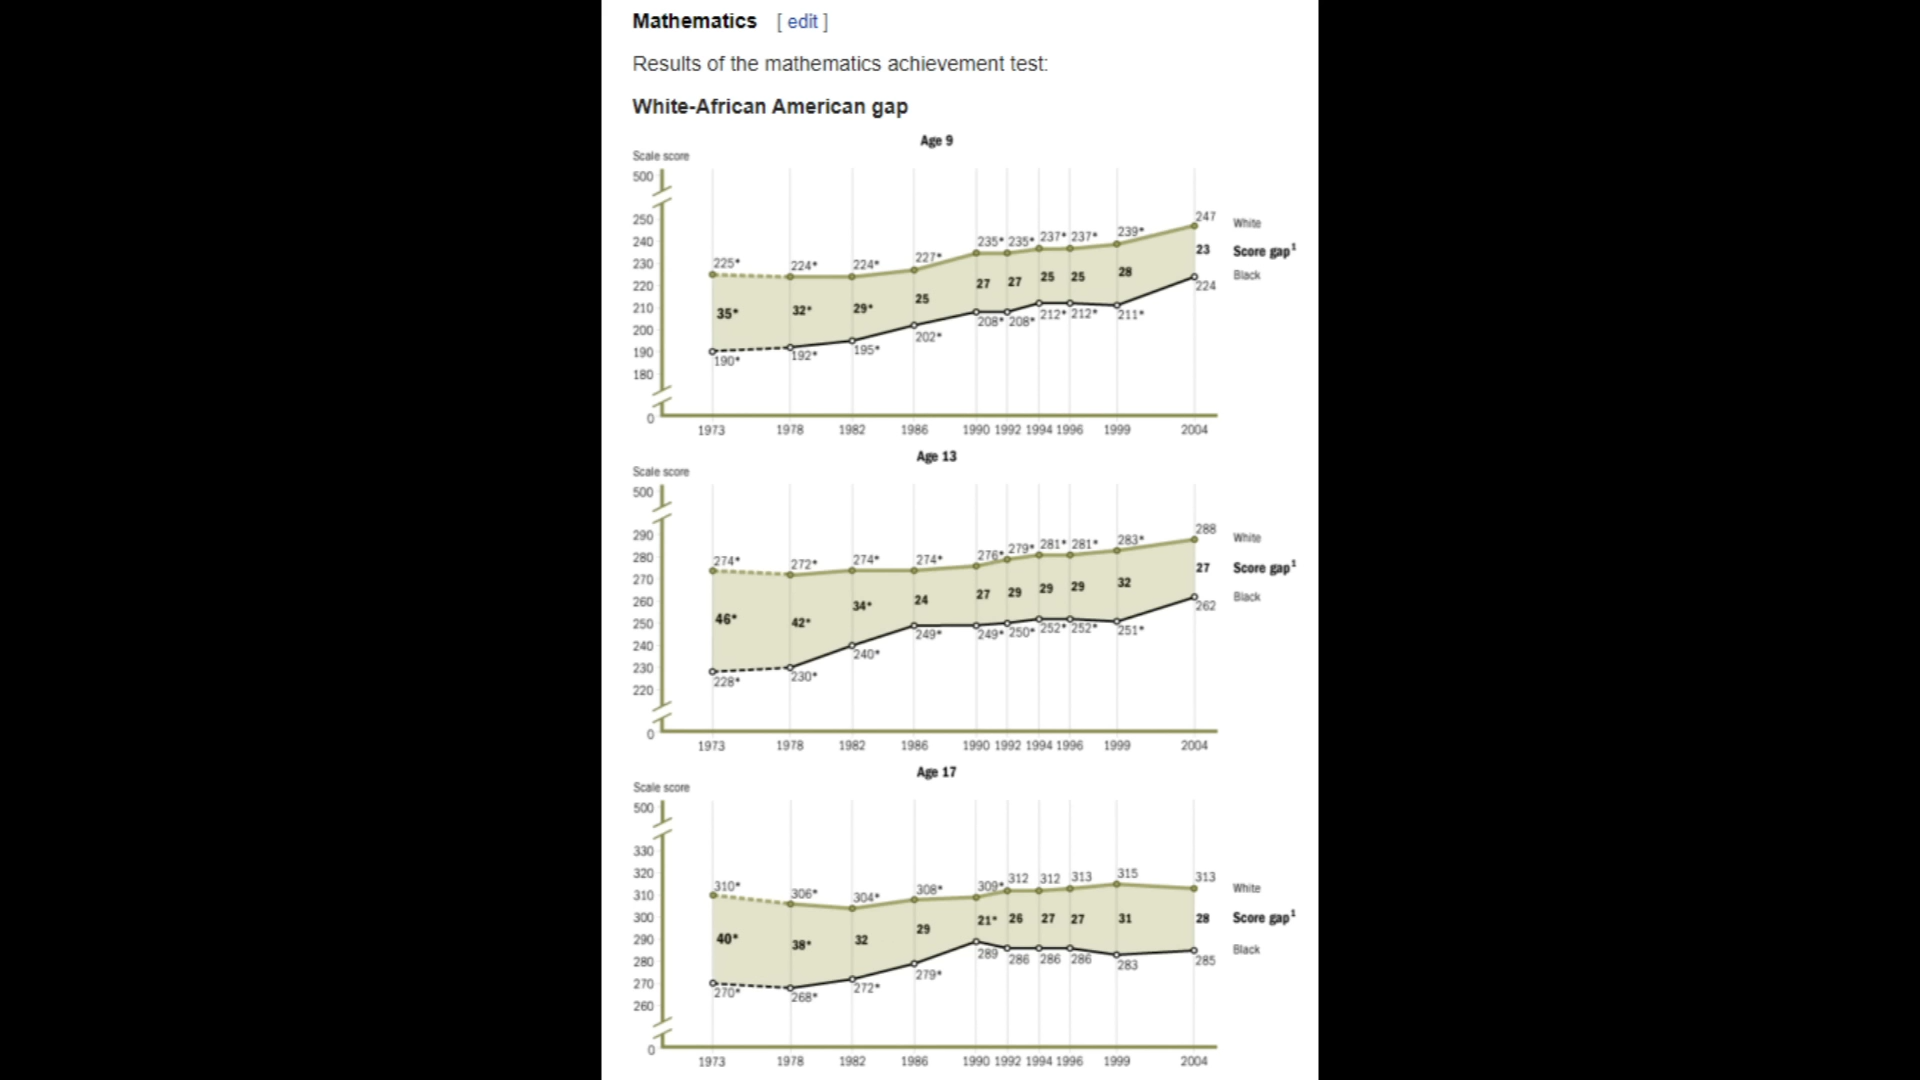 Mathematics [ edit ]
Results of the mathematics achievement test:
White-African American gap
Age 9
Scale score
500
250
240
230
220
210
200
190
180
0
225* 224* 224* 227* 235* 235* 237* 237* 239* 247
White
35* 32* 29* 25 27 27 25 25 28 23
Score gap¹
190* 192* 195* 202* 208* 208* 212* 212* 211* 224
Black
1973 1978 1982 1986 1990 1992 1994 1996 1999 2004
Age 13
Scale score
500
290
280
270
260
250
240
230
220
0
274* 272* 274* 274* 276* 279* 281* 281* 283* 288
White
46* 42* 34* 24 27 29 29 29 32 27
Score gap¹
228* 230* 240* 249* 249* 250* 252* 252* 251* 262
Black
1973 1978 1982 1986 1990 1992 1994 1996 1999 2004
Age 17
Scale score
500
330
320
310
300
290
280
270
260
0
310* 306* 304* 308* 309* 312 312 313 315 313
White
40* 38* 32 29 21* 26 27 27 31 28
Score gap¹
270* 268* 272* 279* 289 286 286 286 283 285
Black
1973 1978 1982 1986 1990 1992 1994 1996 1999 2004